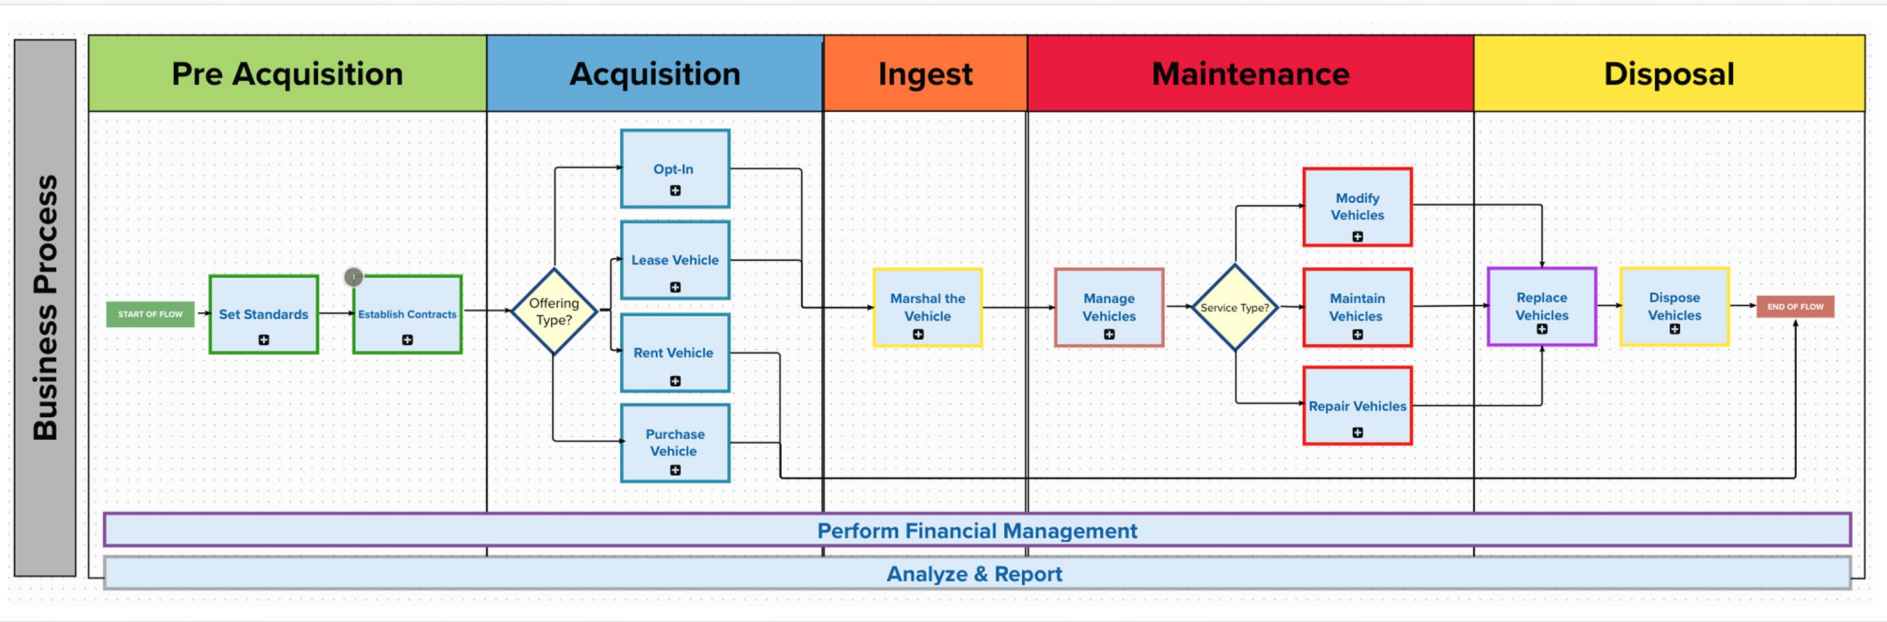 Business Process
Pre Acquisition
Acquisition
Ingest
Maintenance
Disposal
START OF FLOW
Set Standards
1
Establish Contracts
Offering
Type?
Opt-In
Lease Vehicle
Rent Vehicle
Purchase
Vehicle
Marshal the
Vehicle
Manage
Vehicles
Service Type?
Modify
Vehicles
Maintain
Vehicles
Repair Vehicles
Replace
Vehicles
Dispose
Vehicles
END OF FLOW
Perform Financial Management
Analyze & Report